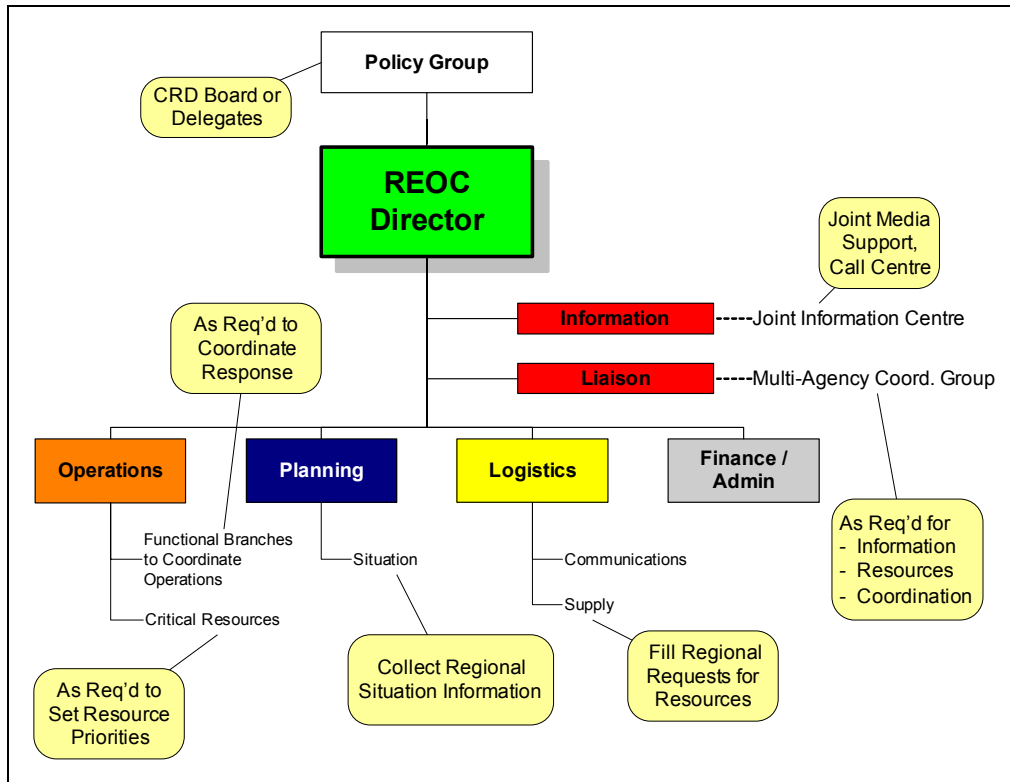 Policy Group
CRD Board or
Delegates
REOC
Director
Joint Media
Support,
Call Centre
Information
Joint Information Centre
As Req’d to
Coordinate
Response
Liaison
Multi-Agency Coord. Group
Operations
Planning
Logistics
Finance /
Admin
Functional Branches
to Coordinate
Operations
Critical Resources
Situation
Communications
Supply
As Req’d for
- Information
- Resources
- Coordination
As Req’d to
Set Resource
Priorities
Collect Regional
Situation Information
Fill Regional
Requests for
Resources